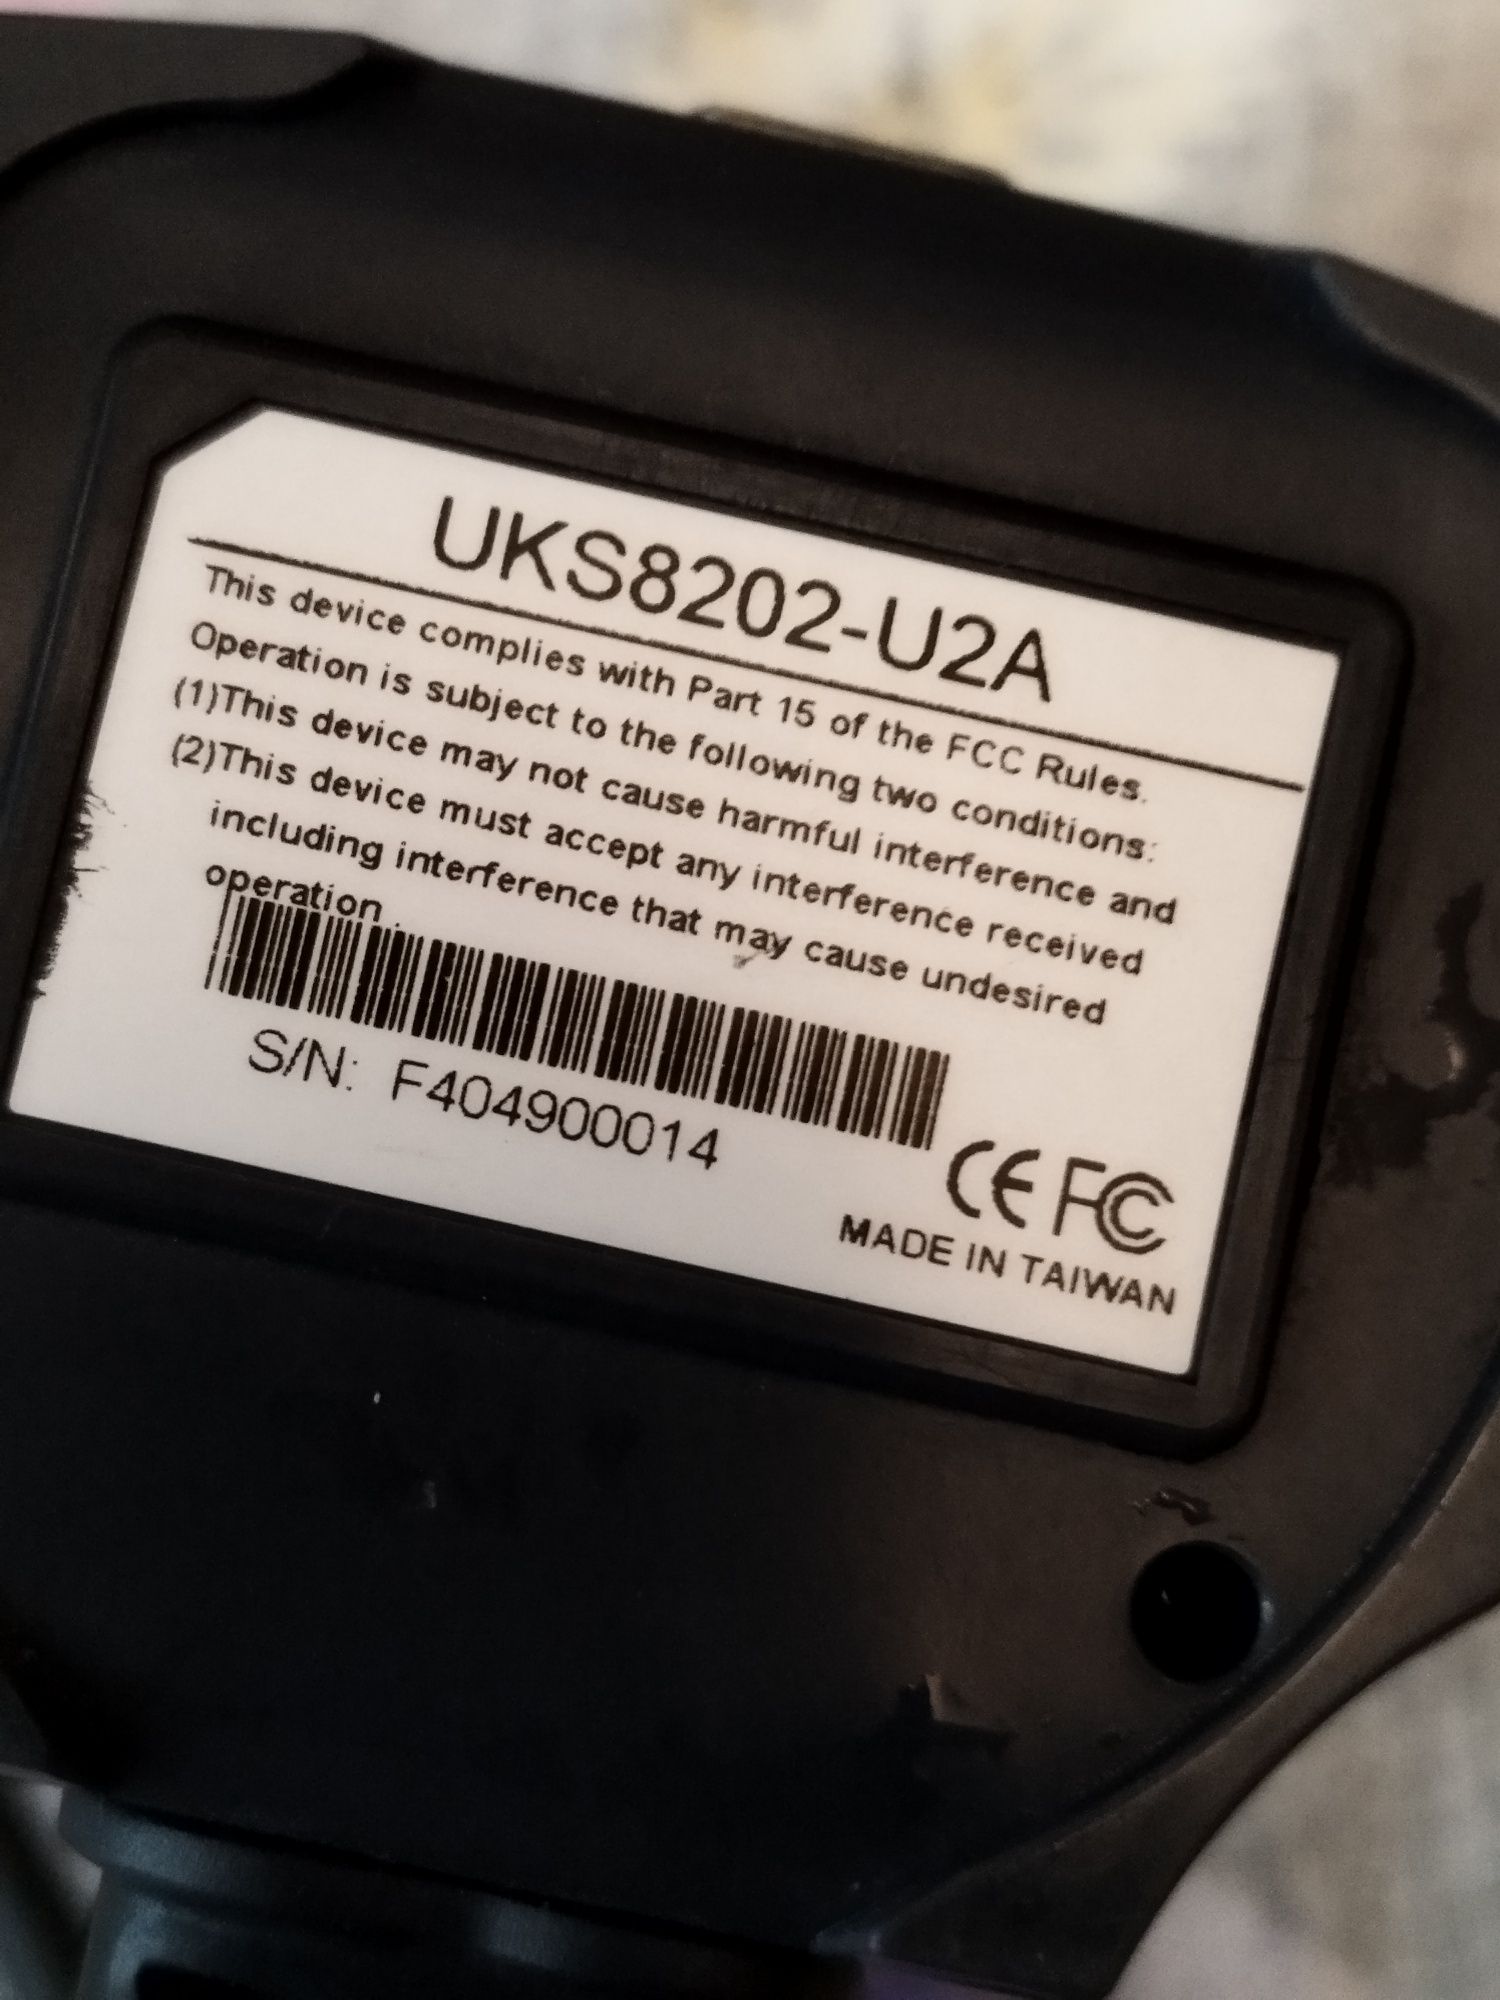 UKS8202-U2A
This device complies with Part 15 of the FCC Rules.
Operation is subject to the following two conditions:
(1)This device may not cause harmful interference and
(2)This device must accept any interference received
including interference that may cause undesired
operation .
S/N: F404900014
CE FC
MADE IN TAIWAN